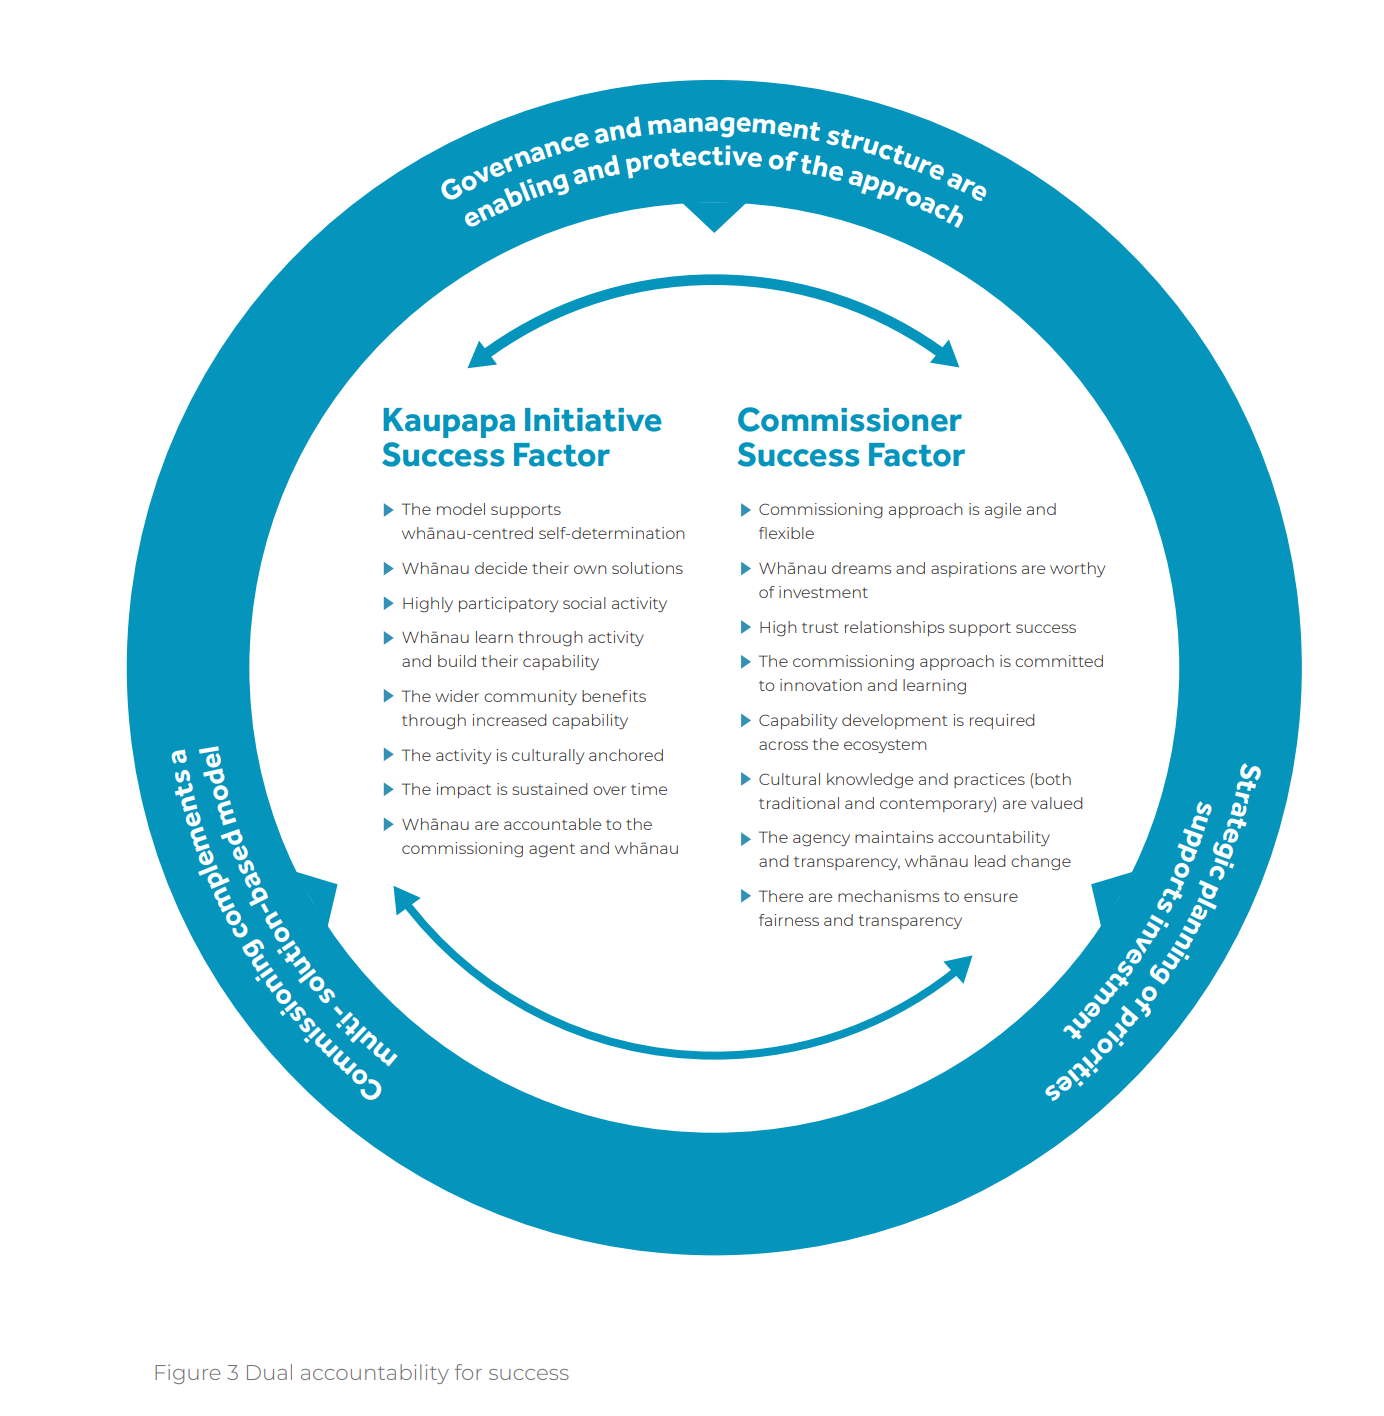 Governance and management structure are
enabling and protective of the approach
Kaupapa Initiative
Success Factor
The model supports
whānau-centred self-determination
Whānau decide their own solutions
Highly participatory social activity
Whānau learn through activity
and build their capability
The wider community benefits
through increased capability
The activity is culturally anchored
The impact is sustained over time
Whānau are accountable to the
commissioning agent and whānau
Commissioner
Success Factor
Commissioning approach is agile and
flexible
Whānau dreams and aspirations are worthy
of investment
High trust relationships support success
The commissioning approach is committed
to innovation and learning
Capability development is required
across the ecosystem
Cultural knowledge and practices (both
traditional and contemporary) are valued
The agency maintains accountability
and transparency, whānau lead change
There are mechanisms to ensure
fairness and transparency
Strategic planning of priorities
supports investment
Commissioning complements a
multi- solution-based model
Figure 3 Dual accountability for success